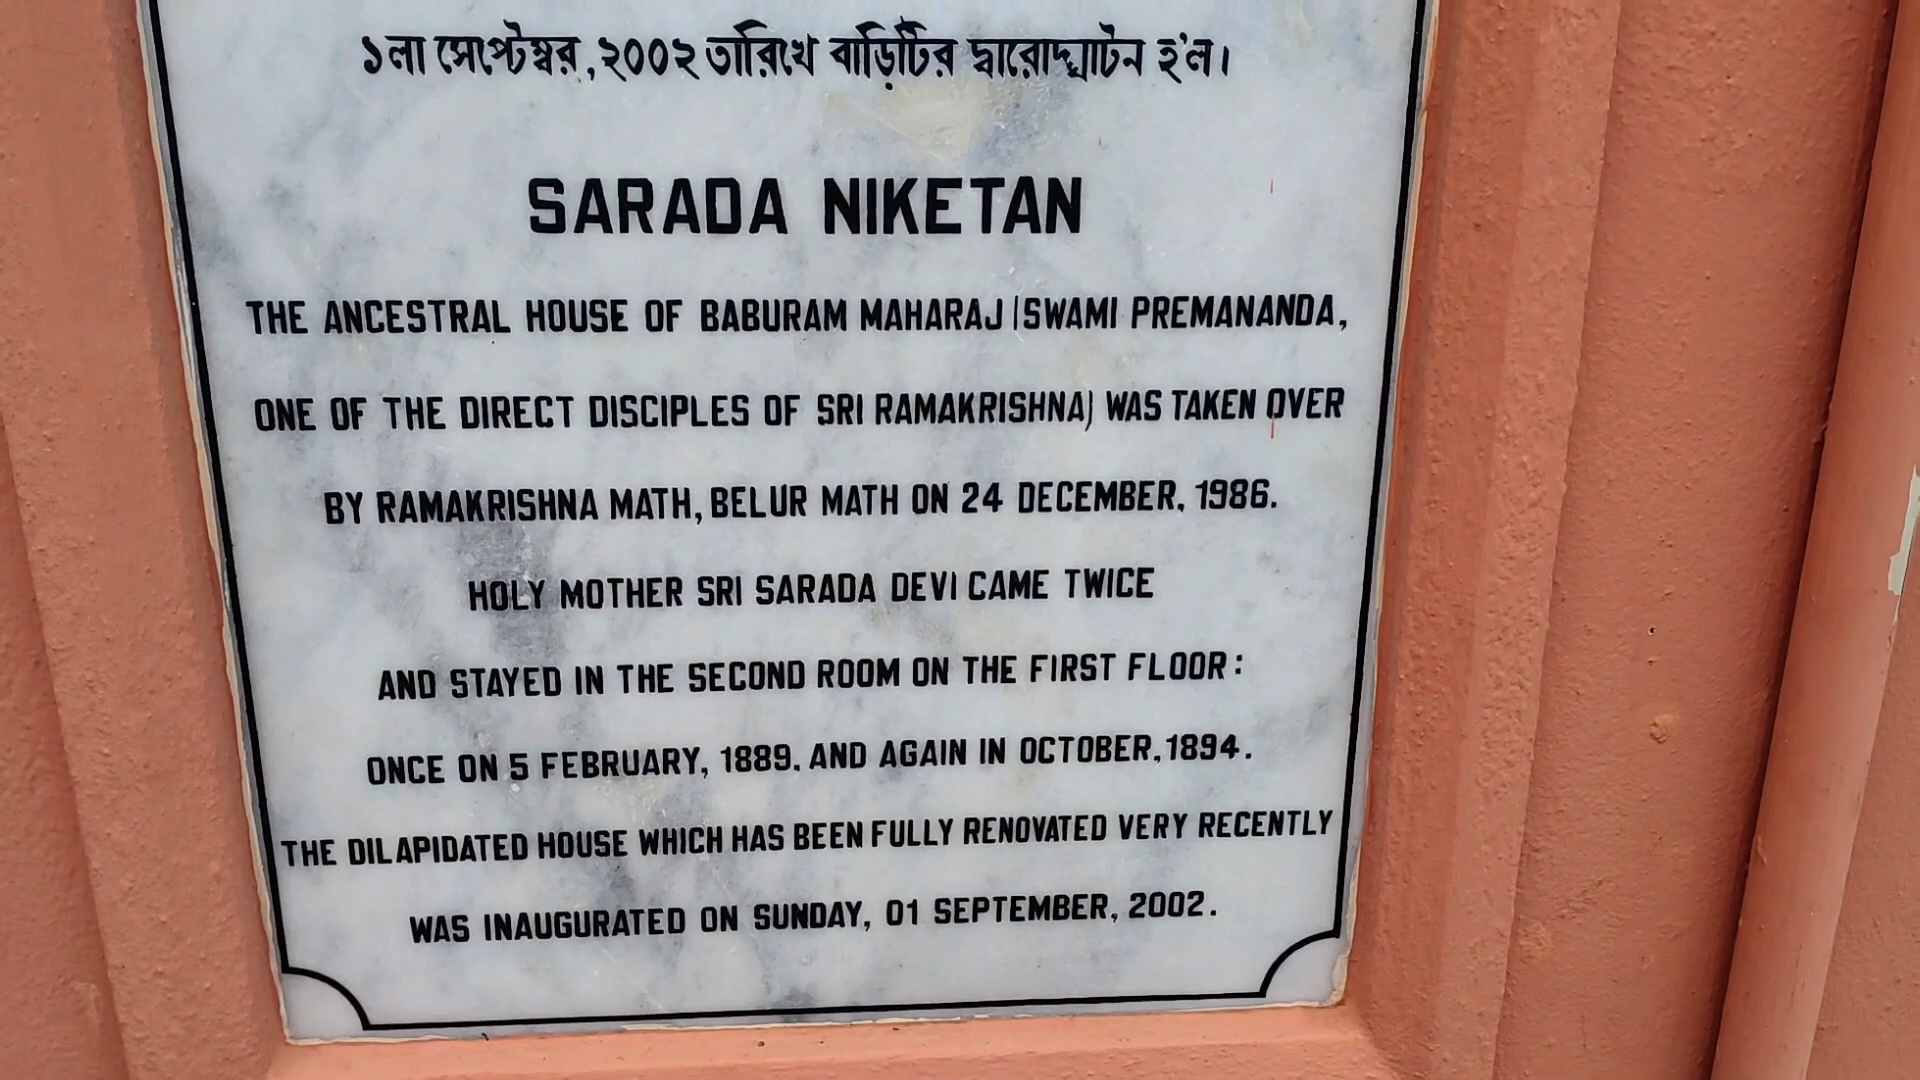 ১লা সেপ্টেম্বর, ২০০২ তারিখে বাড়িটির দ্বারোদ্ঘাটন হ'ল।
SARADA NIKETAN
THE ANCESTRAL HOUSE OF BABURAM MAHARAJ (SWAMI PREMANANDA,
ONE OF THE DIRECT DISCIPLES OF SRI RAMAKRISHNA) WAS TAKEN OVER
BY RAMAKRISHNA MATH, BELUR MATH ON 24 DECEMBER, 1986.
HOLY MOTHER SRI SARADA DEVI CAME TWICE
AND STAYED IN THE SECOND ROOM ON THE FIRST FLOOR:
ONCE ON 5 FEBRUARY, 1889, AND AGAIN IN OCTOBER, 1894.
THE DILAPIDATED HOUSE WHICH HAS BEEN FULLY RENOVATED VERY RECENTLY
WAS INAUGURATED ON SUNDAY, 01 SEPTEMBER, 2002.